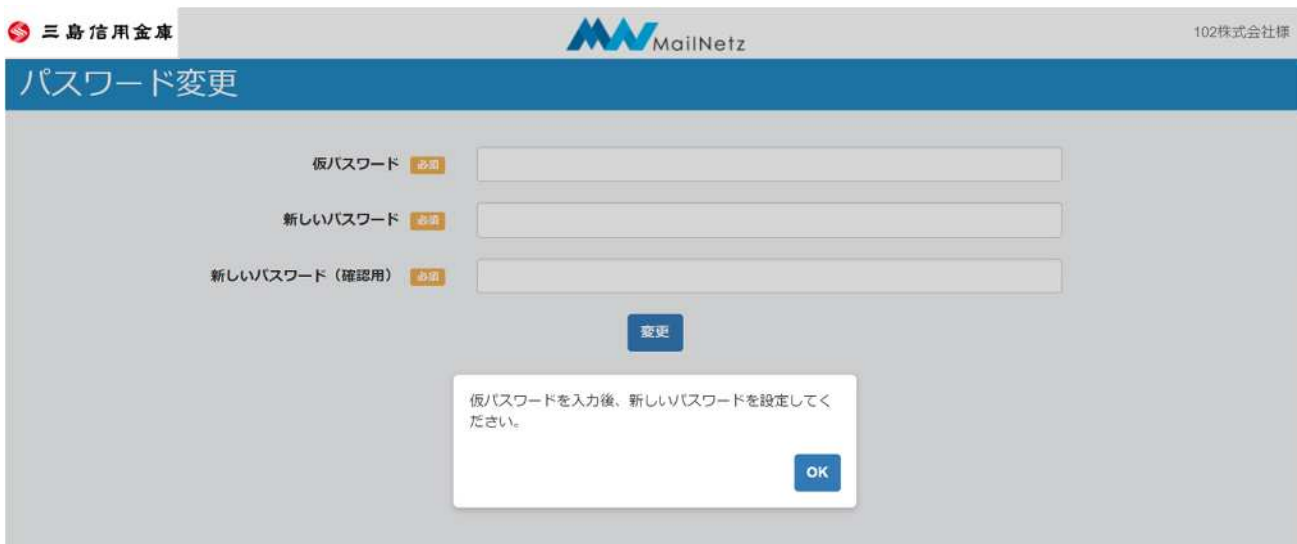 三島信用金庫
MailNetz
102株式会社様
パスワード変更
仮パスワード 必須
新しいパスワード 必須
新しいパスワード（確認用） 必須
変更
仮パスワードを入力後、新しいパスワードを設定してく
ださい。
OK